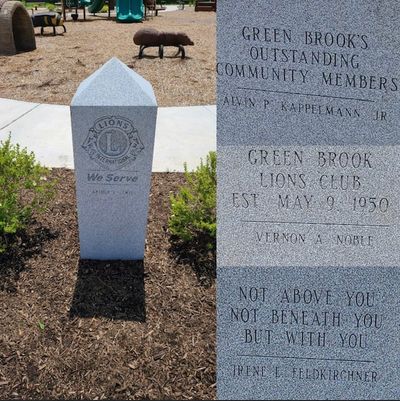 LIONS
L
INTERNATIONAL
We Serve
GREEN BROOK'S
OUTSTANDING
COMMUNITY MEMBERS
ALVIN P. KAPPELMANN JR.
GREEN BROOK
LIONS CLUB
EST. MAY 9, 1950
VERNON A. NOBLE
NOT ABOVE YOU
NOT BENEATH YOU
BUT WITH YOU
IRENE E. FELDKIRCHNER